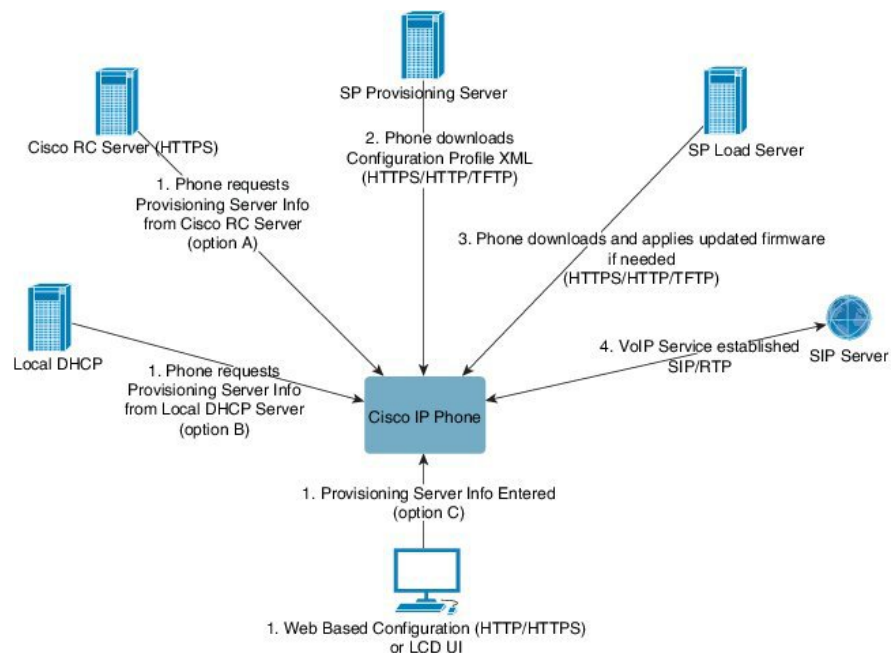 SP Provisioning Server
Cisco RC Server (HTTPS)
SP Load Server
2. Phone downloads
Configuration Profile XML
(HTTPS/HTTP/TFTP)
1. Phone requests
Provisioning Server Info
from Cisco RC Server
(option A)
3. Phone downloads and applies updated firmware
if needed
(HTTPS/HTTP/TFTP)
Local DHCP
1. Phone requests
Provisioning Server Info
from Local DHCP Server
(option B)
4. VoIP Service established
SIP/RTP
SIP Server
Cisco IP Phone
1. Provisioning Server Info Entered
(option C)
1. Web Based Configuration (HTTP/HTTPS)
or LCD UI